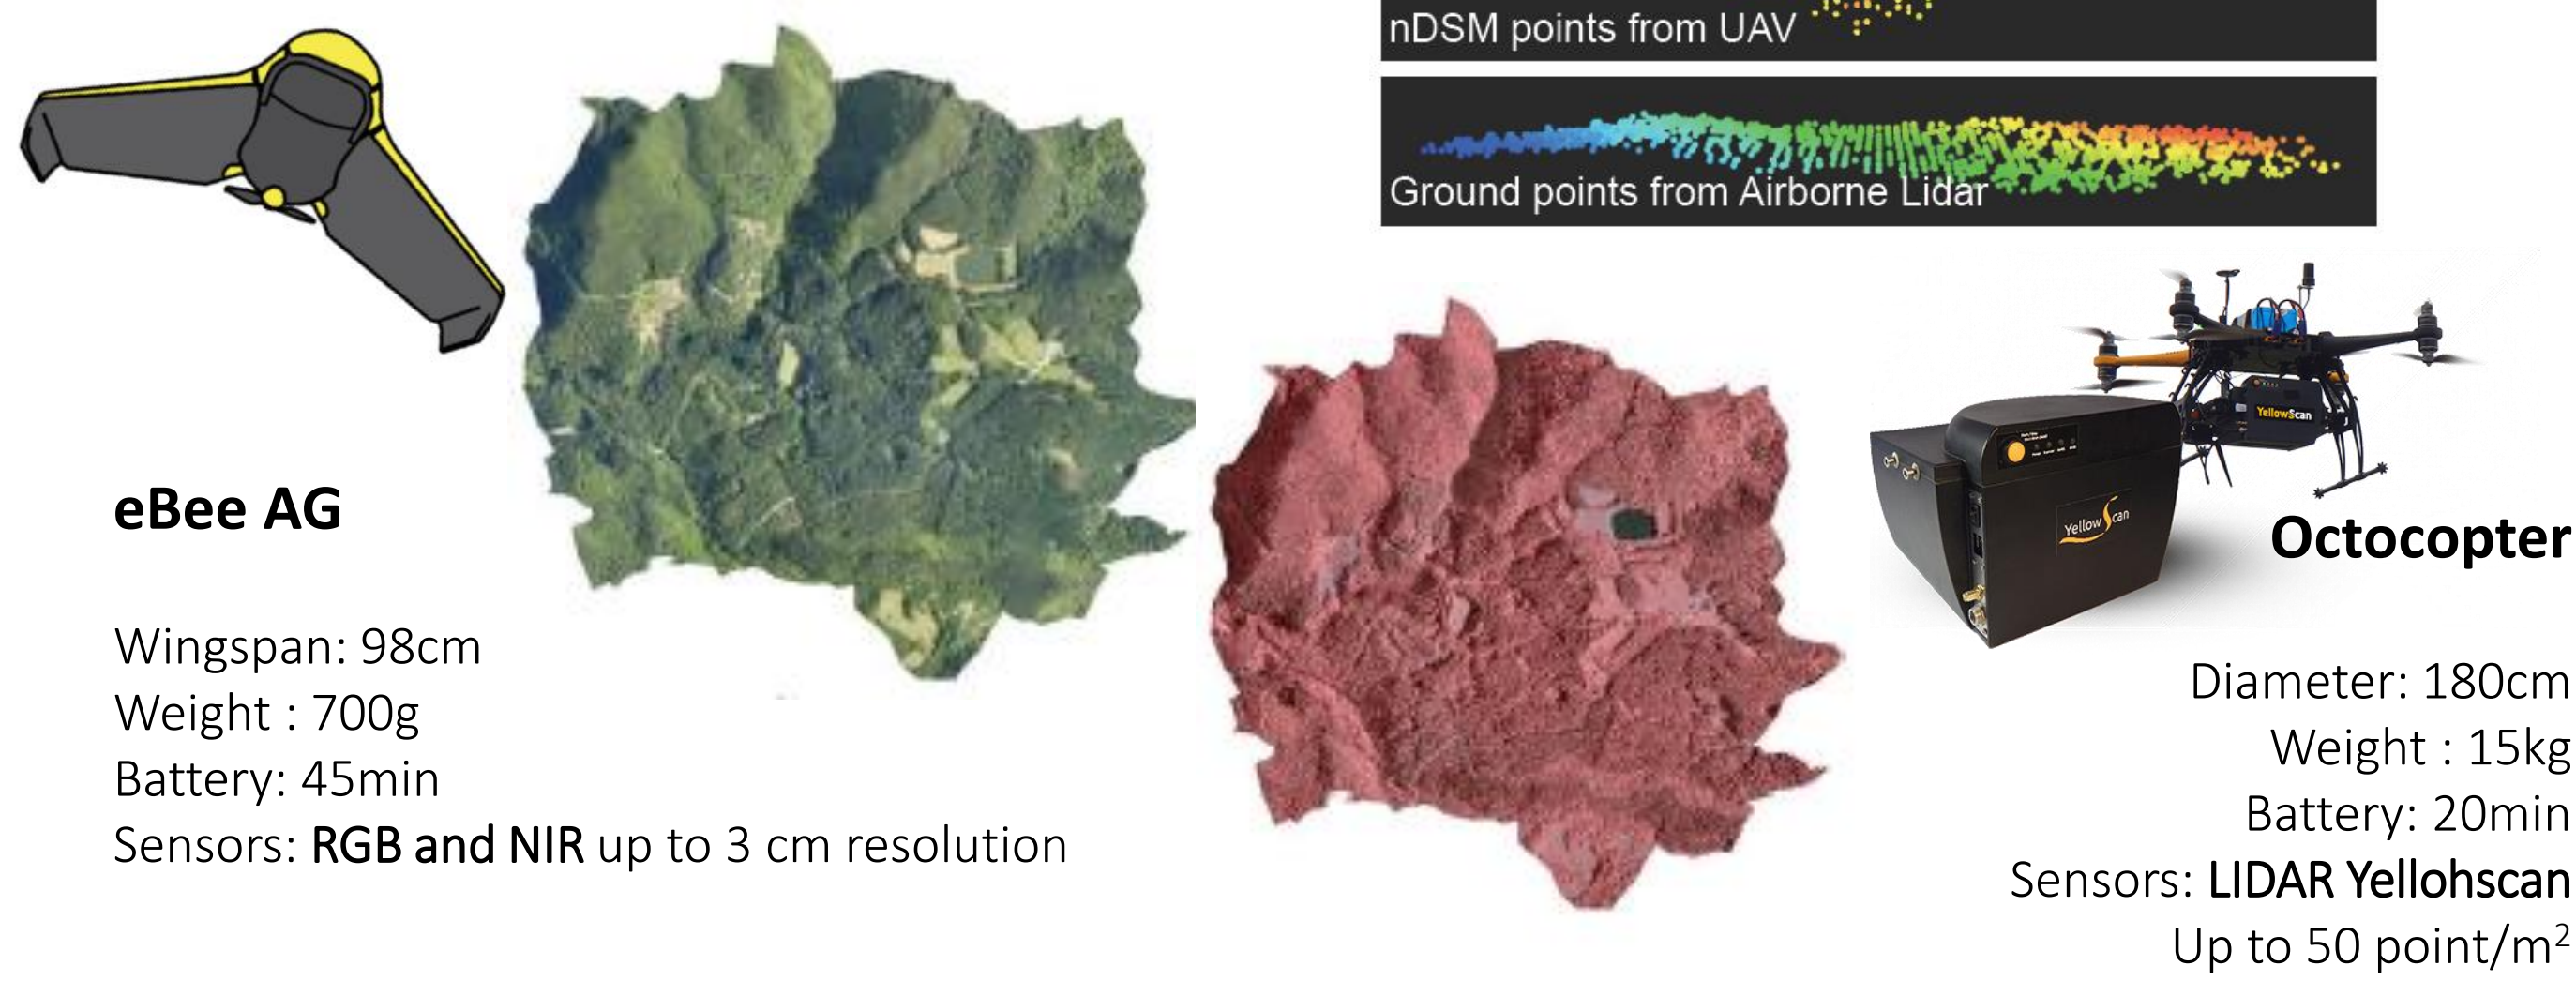 nDSM points from UAV
Ground points from Airborne Lidar
eBee AG
Wingspan: 98cm
Weight : 700g
Battery: 45min
Sensors: RGB and NIR up to 3 cm resolution
YellowScan
YellowScan
Octocopter
Diameter: 180cm
Weight : 15kg
Battery: 20min
Sensors: LIDAR Yellohscan
Up to 50 point/m²